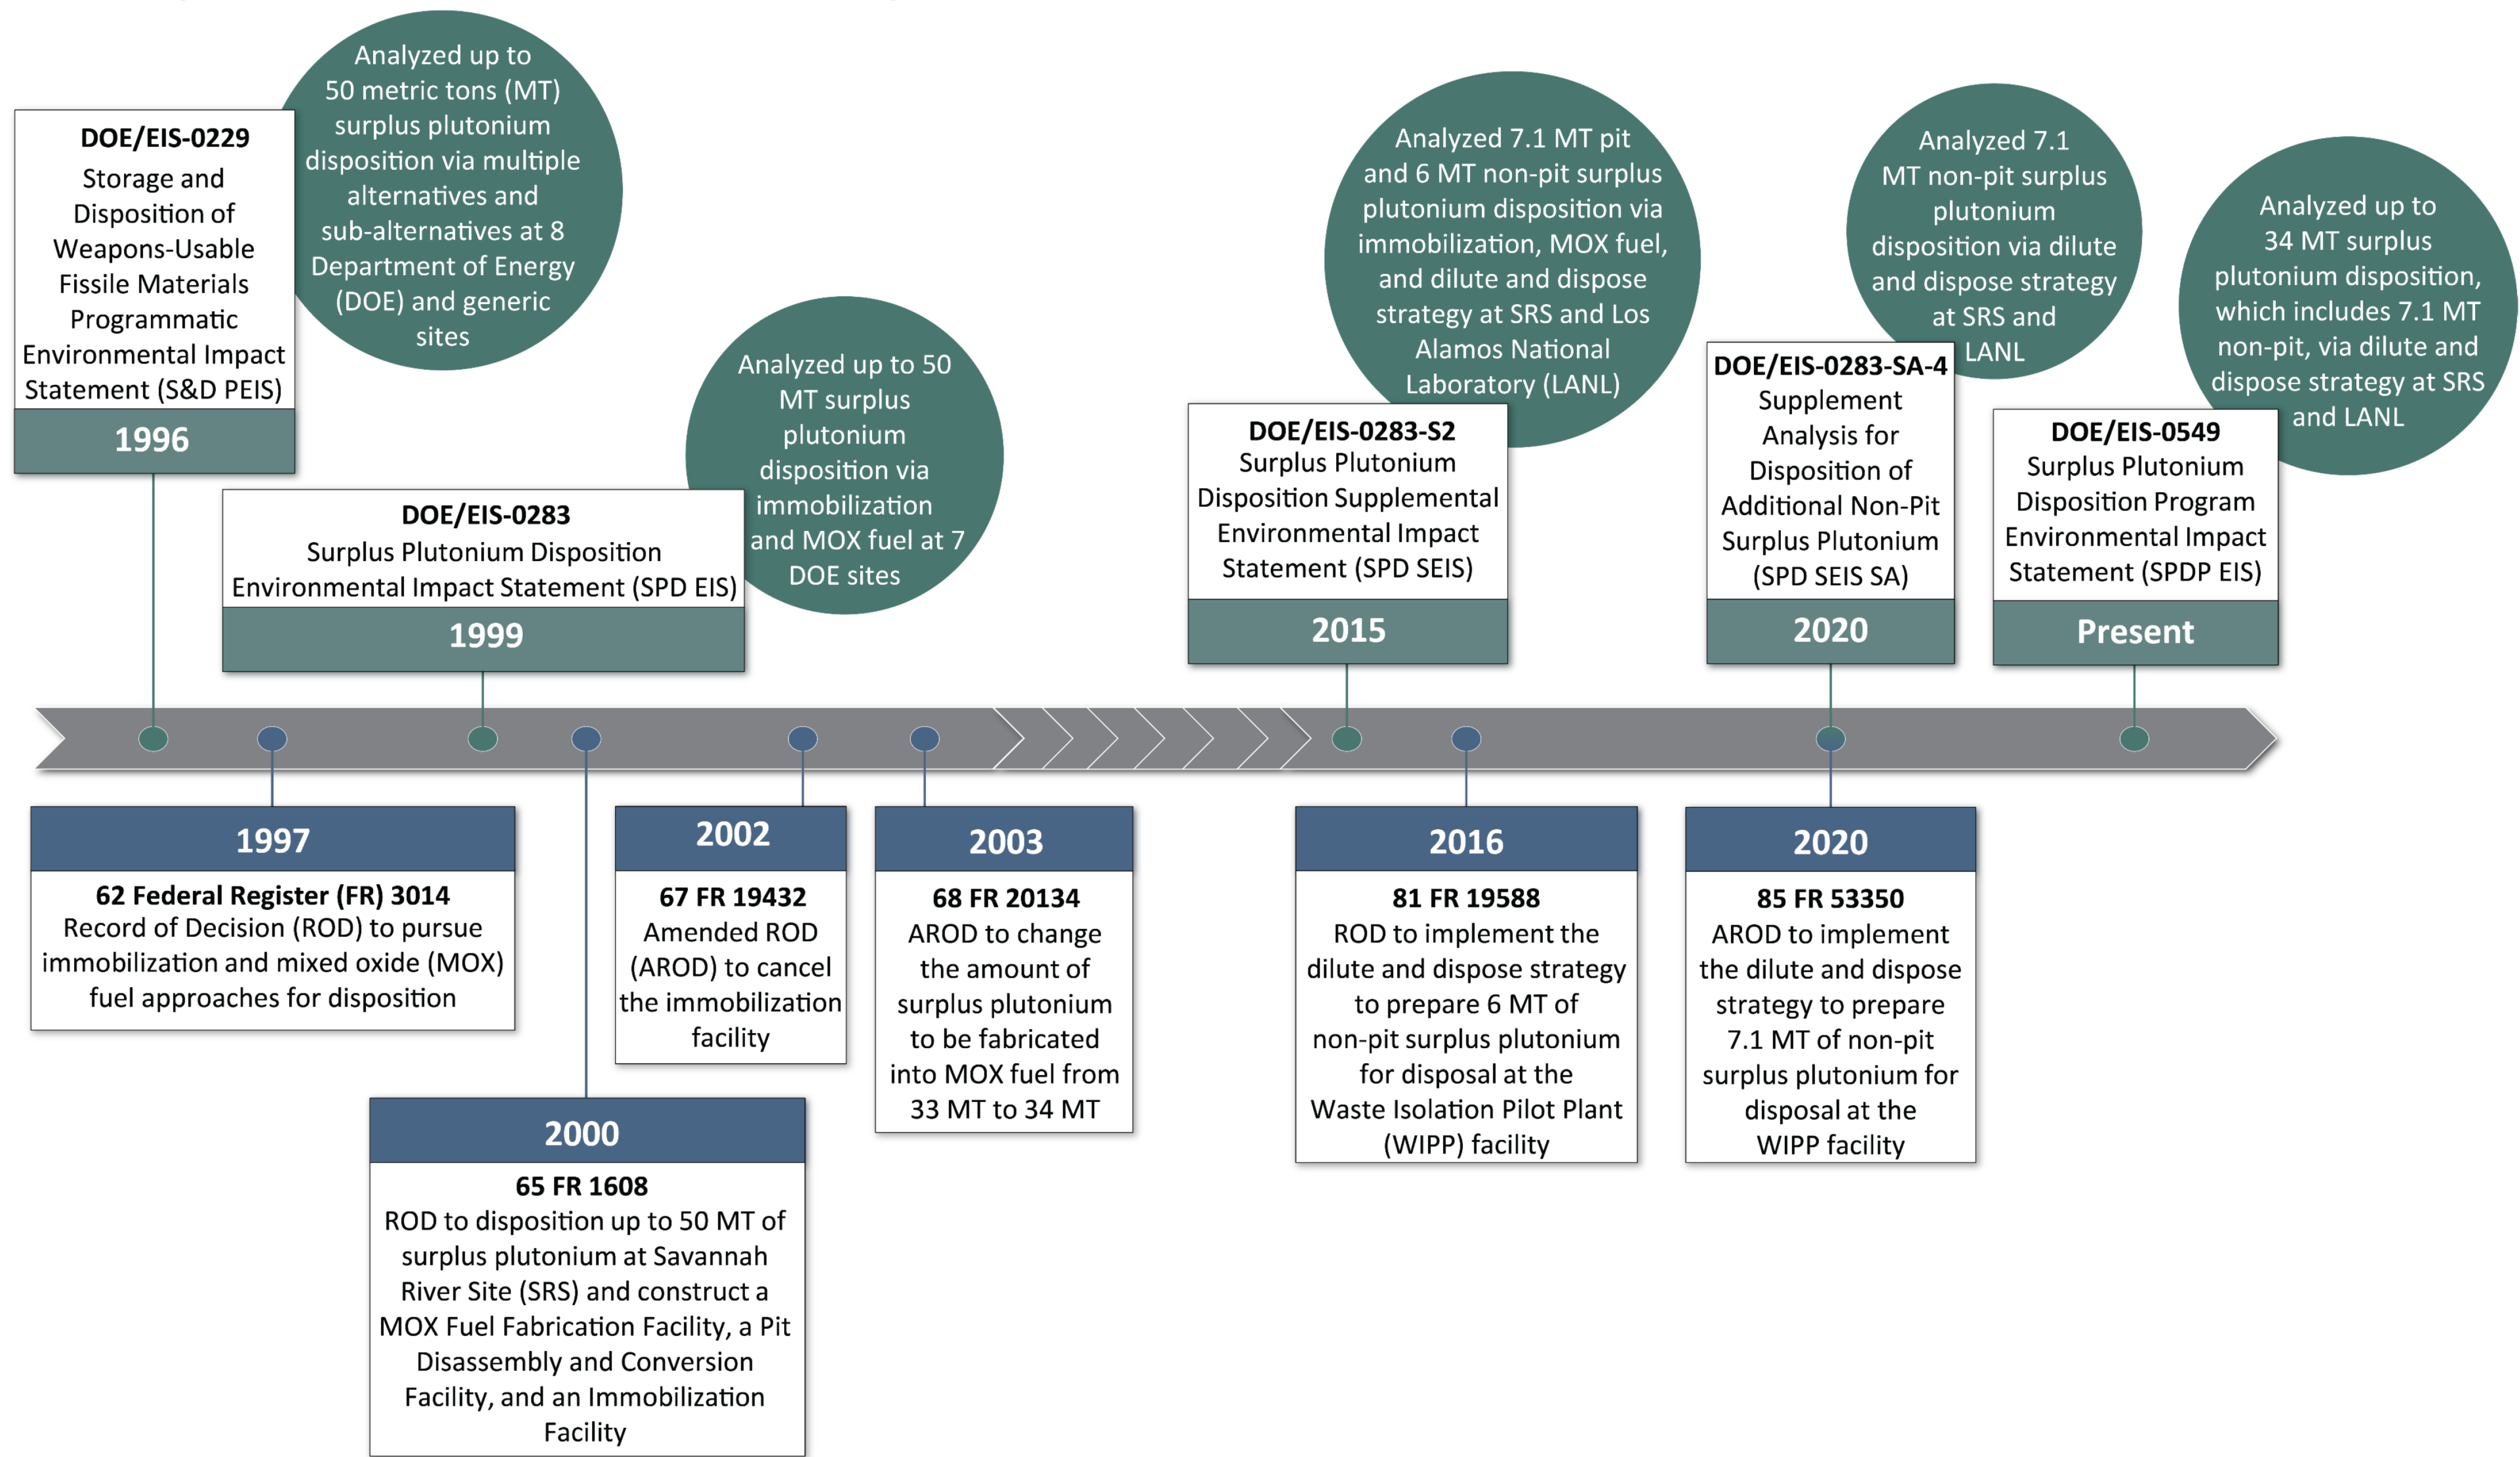 DOE/EIS-0229
Storage and
Disposition of
Weapons-Usable
Fissile Materials
Programmatic
Environmental Impact
Statement (S&D PEIS)
1996
Analyzed up to
50 metric tons (MT)
surplus plutonium
disposition via multiple
alternatives and
sub-alternatives at 8
Department of Energy
(DOE) and generic
sites
DOE/EIS-0283
Surplus Plutonium Disposition
Environmental Impact Statement (SPD EIS)
1999
Analyzed up to 50
MT surplus
plutonium
disposition via
immobilization
and MOX fuel at 7
DOE sites
DOE/EIS-0283-S2
Surplus Plutonium
Disposition Supplemental
Environmental Impact
Statement (SPD SEIS)
2015
Analyzed 7.1 MT pit
and 6 MT non-pit surplus
plutonium disposition via
immobilization, MOX fuel,
and dilute and dispose
strategy at SRS and Los
Alamos National
Laboratory (LANL)
DOE/EIS-0283-SA-4
Supplement
Analysis for
Disposition of
Additional Non-Pit
Surplus Plutonium
(SPD SEIS SA)
2020
Analyzed 7.1
MT non-pit surplus
plutonium
disposition via dilute
and dispose strategy
at SRS and
LANL
DOE/EIS-0549
Surplus Plutonium
Disposition Program
Environmental Impact
Statement (SPDP EIS)
Present
Analyzed up to
34 MT surplus
plutonium disposition,
which includes 7.1 MT
non-pit, via dilute and
dispose strategy at SRS
and LANL
1997
62 Federal Register (FR) 3014
Record of Decision (ROD) to pursue
immobilization and mixed oxide (MOX)
fuel approaches for disposition
2000
65 FR 1608
ROD to disposition up to 50 MT of
surplus plutonium at Savannah
River Site (SRS) and construct a
MOX Fuel Fabrication Facility, a Pit
Disassembly and Conversion
Facility, and an Immobilization
Facility
2002
67 FR 19432
Amended ROD
(AROD) to cancel
the immobilization
facility
2003
68 FR 20134
AROD to change
the amount of
surplus plutonium
to be fabricated
into MOX fuel from
33 MT to 34 MT
2016
81 FR 19588
ROD to implement the
dilute and dispose strategy
to prepare 6 MT of
non-pit surplus plutonium
for disposal at the
Waste Isolation Pilot Plant
(WIPP) facility
2020
85 FR 53350
AROD to implement
the dilute and dispose
strategy to prepare
7.1 MT of non-pit
surplus plutonium for
disposal at the
WIPP facility